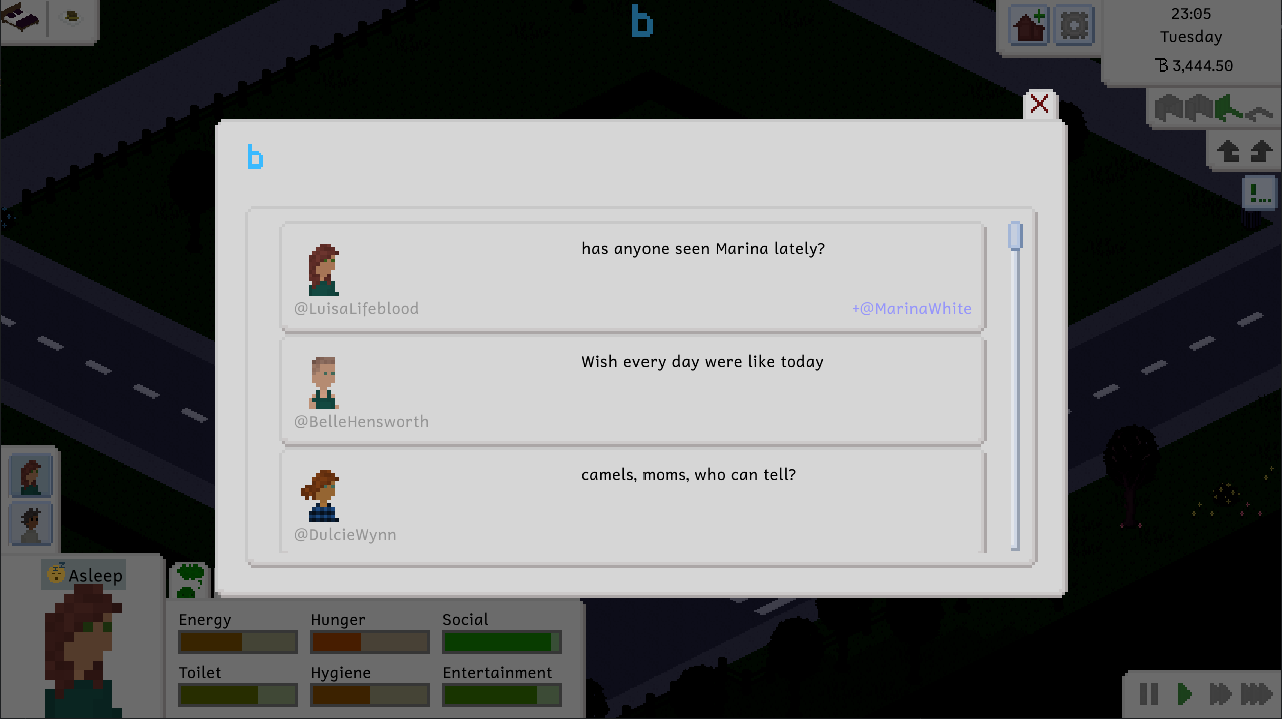 b
23:05
Tuesday
3,444.50
!...
b
has anyone seen Marina lately?
@LuisaLifeblood
+@MarinaWhite
Wish every day were like today
@BelleHensworth
camels, moms, who can tell?
@DulcieWynn
Asleep
Energy
Hunger
Social
Toilet
Hygiene
Entertainment